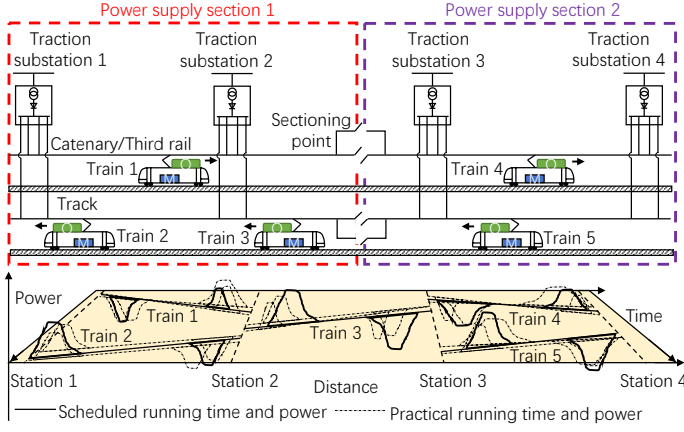 Power supply section 1
Power supply section 2
Traction
substation 1
Traction
substation 2
Traction
substation 3
Traction
substation 4
Sectioning
point
Catenary/Third rail
Train 1
Train 4
M
M
Track
Train 2
Train 3
Train 5
M
M
M
Power
Train 1
Train 2
Train 3
Train 4
Train 5
Time
Station 1
Station 2
Station 3
Station 4
Distance
Scheduled running time and power
Practical running time and power